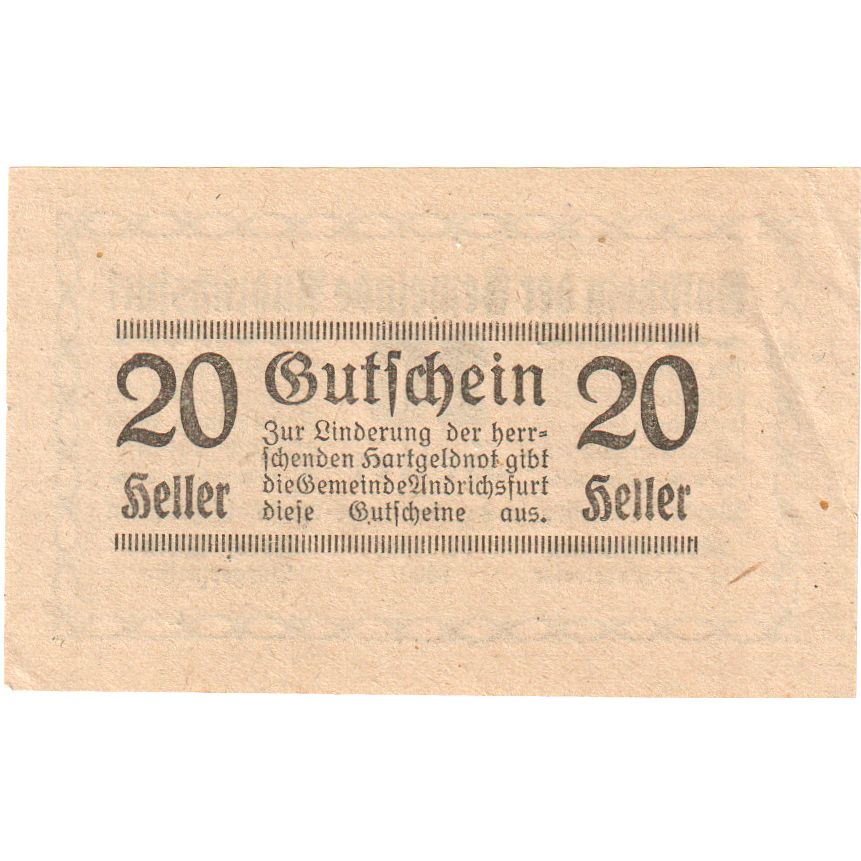 20 Gutschein 20
Zur Linderung der herr=
schenden Hartgeldnot gibt
die Gemeinde Andrichsfurt
diese Gutscheine aus.
Heller Heller